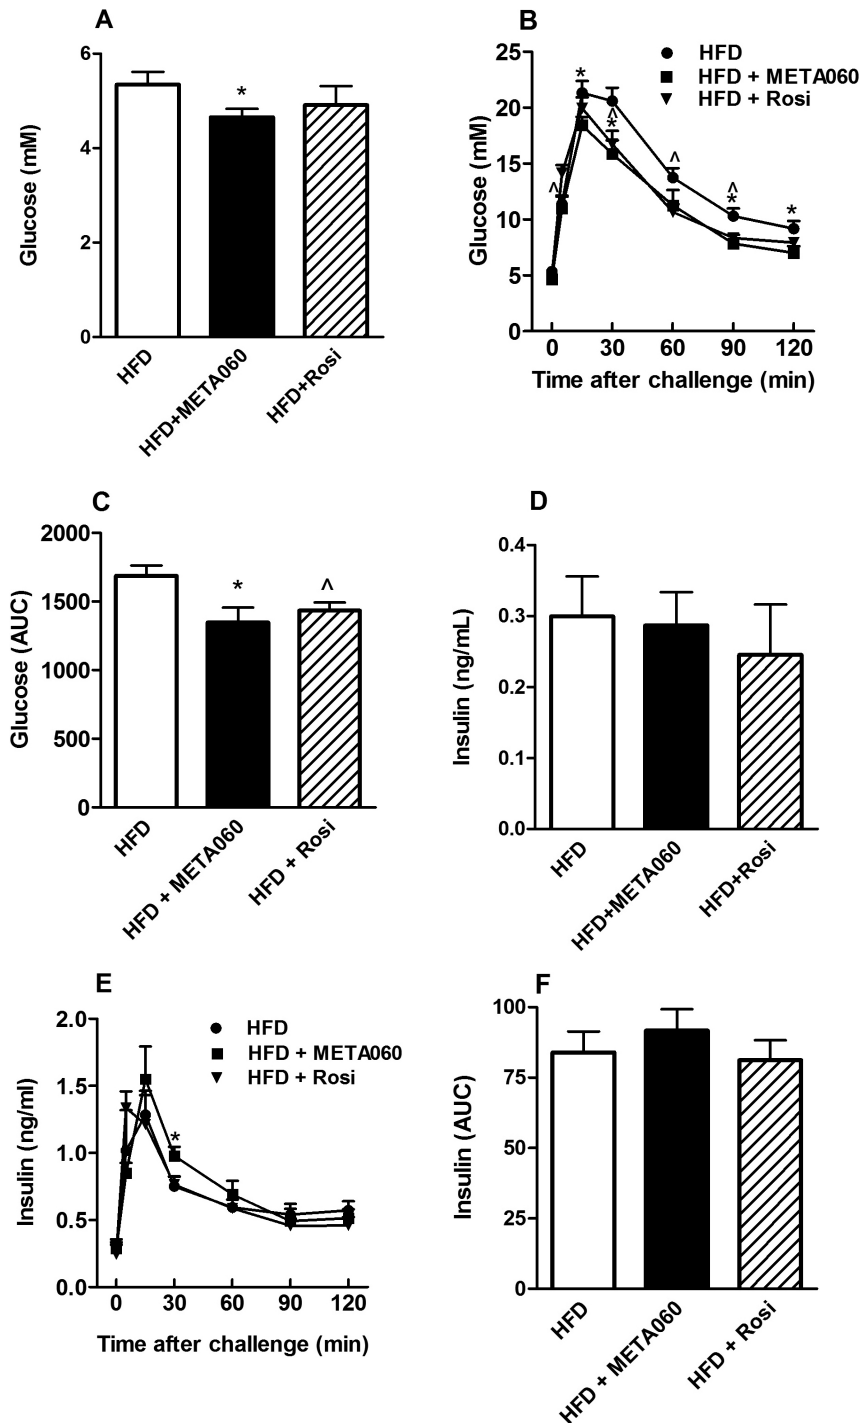 A
6
4
2
0
Glucose (mM)
*
HFD
HFD+META060
HFD+Rosi
B
25
20
15
10
5
0
Glucose (mM)
HFD
HFD + META060
HFD + Rosi
*
^
^
*
^
^
*
*
0 30 60 90 120
Time after challenge (min)
C
2000
1500
1000
500
0
Glucose (AUC)
*
^
HFD
HFD + META060
HFD + Rosi
D
0.4
0.3
0.2
0.1
0.0
Insulin (ng/mL)
HFD
HFD+META060
HFD+Rosi
E
2.0
1.5
1.0
0.5
0.0
Insulin (ng/ml)
HFD
HFD + META060
HFD + Rosi
*
0 30 60 90 120
Time after challenge (min)
F
100
75
50
25
0
Insulin (AUC)
HFD
HFD + META060
HFD + Rosi